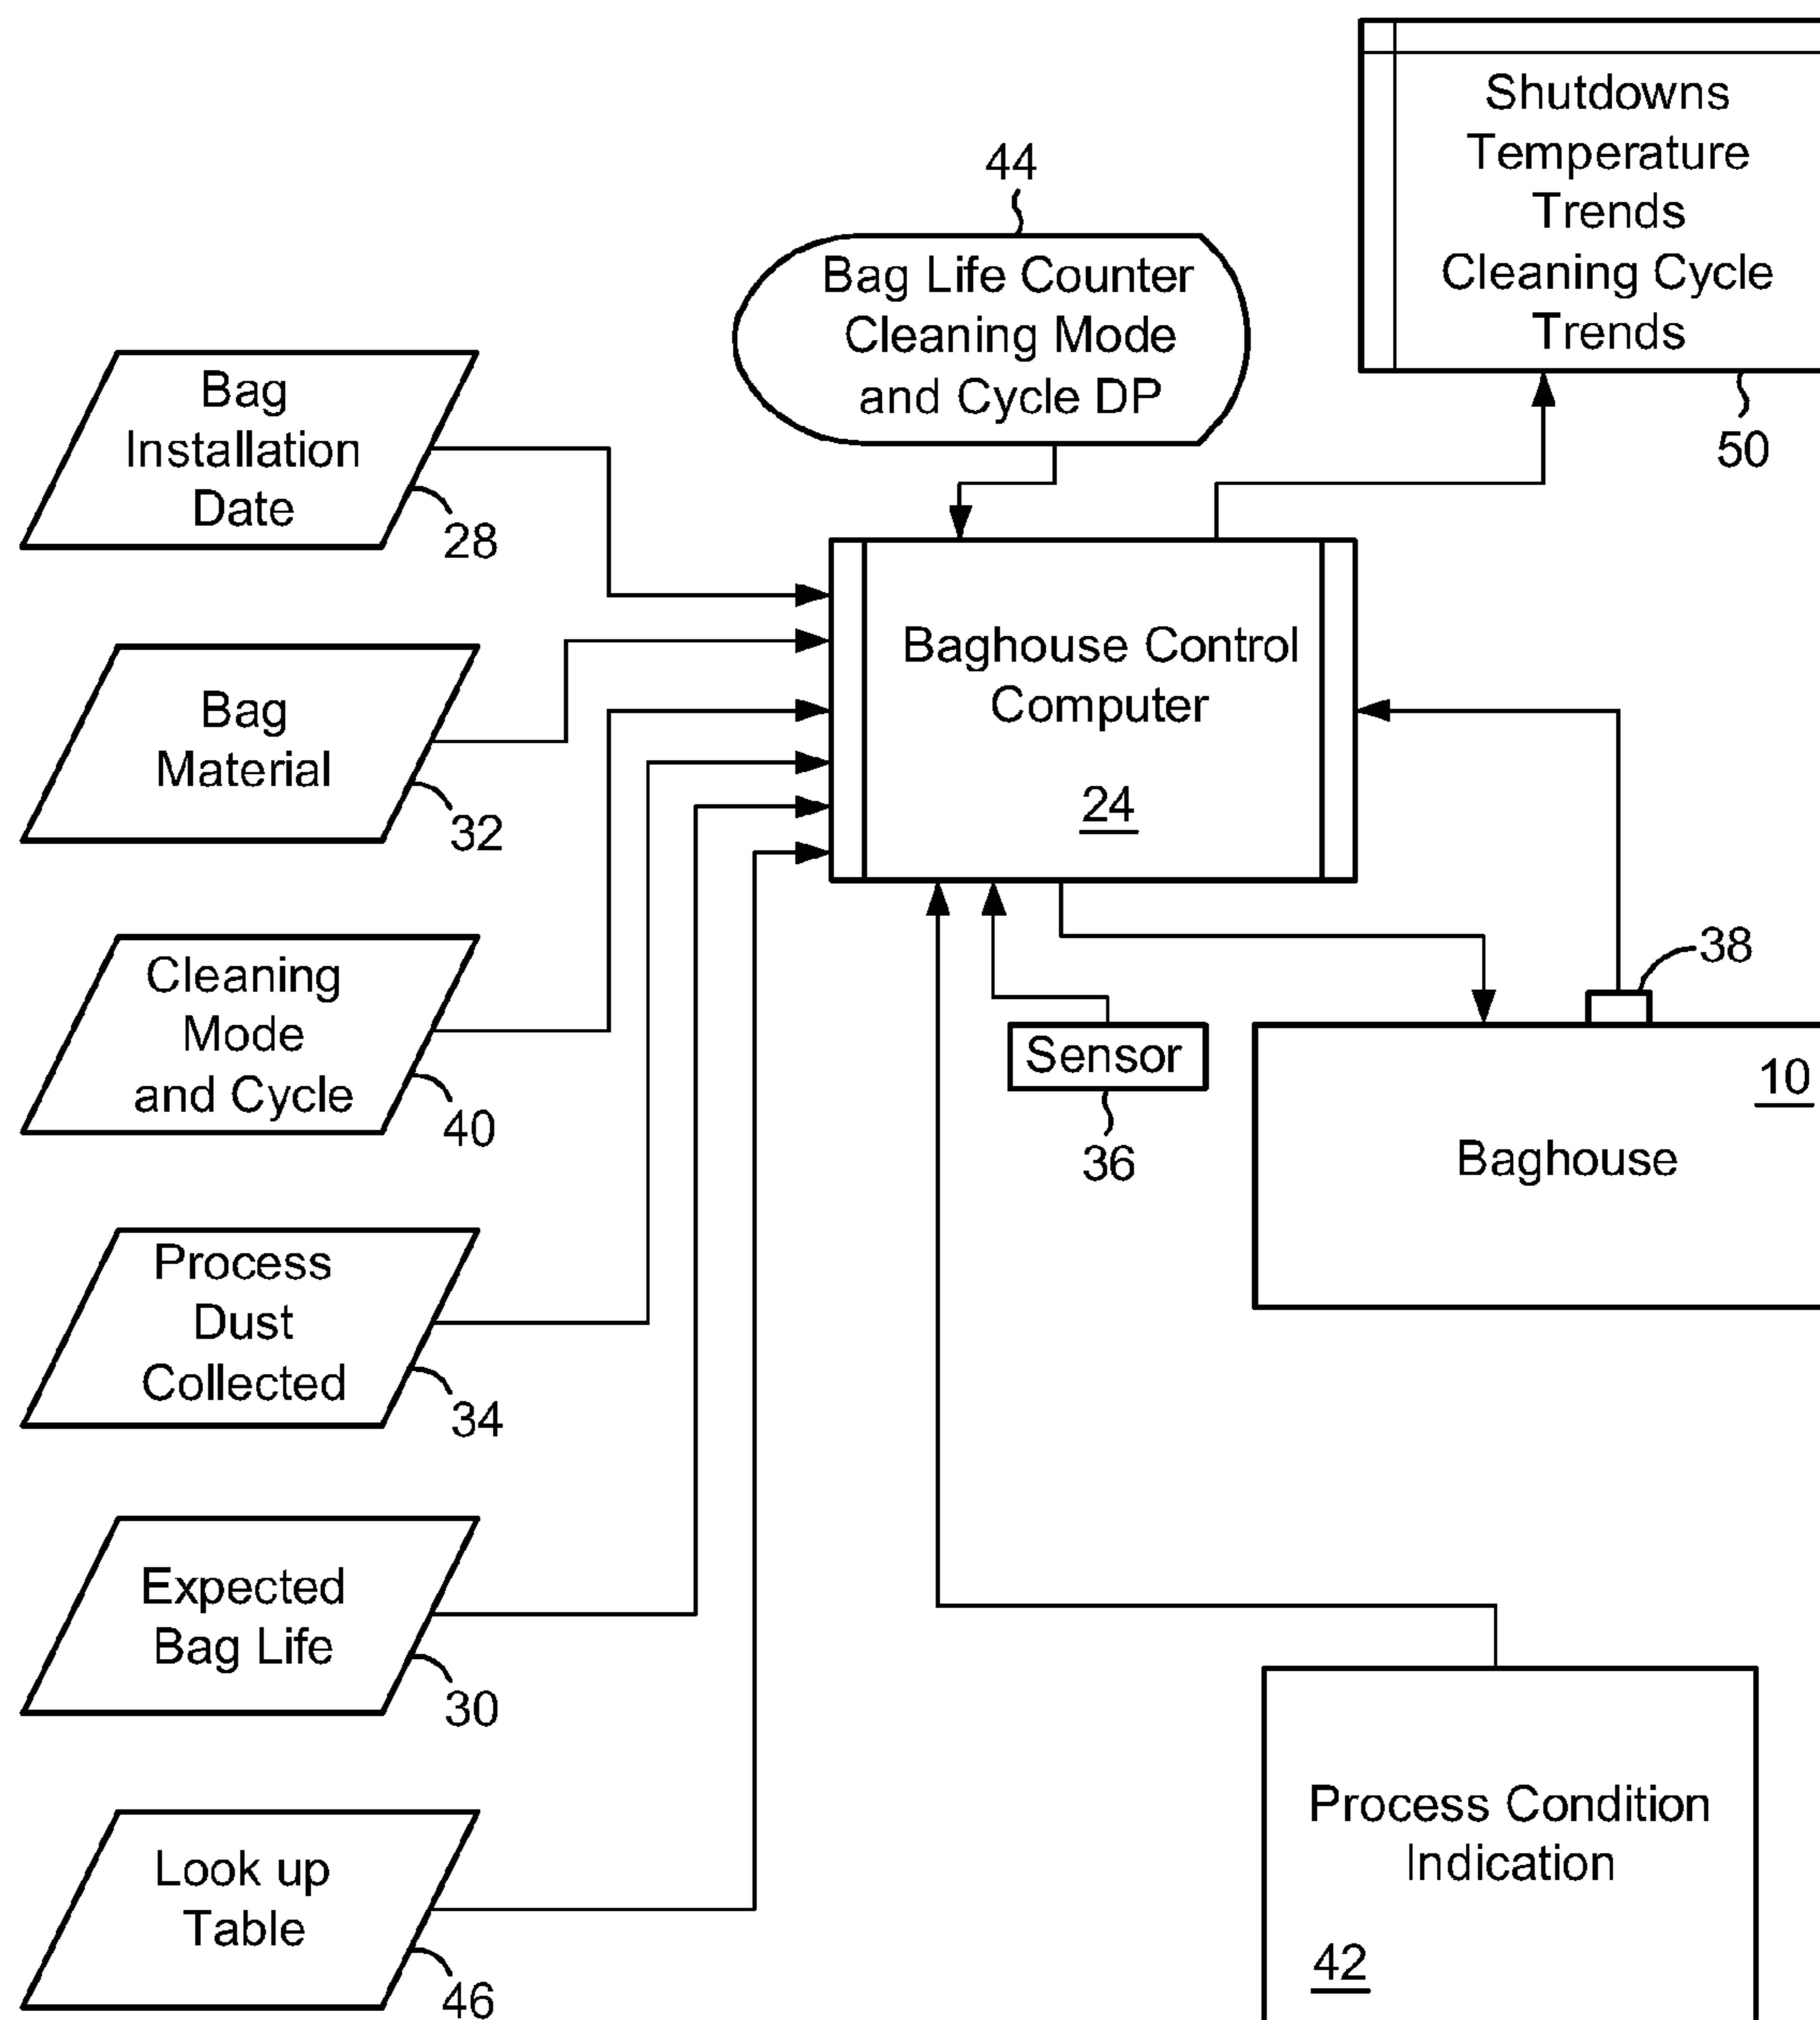 Shutdowns
Temperature
Trends
Cleaning Cycle
Trends
50
44
Bag Life Counter
Cleaning Mode
and Cycle DP
Bag
Installation
Date
28
Bag
Material
32
Cleaning
Mode
and Cycle
40
Process
Dust
Collected
34
Expected
Bag Life
30
Look up
Table
46
Baghouse Control
Computer
24
Sensor
36
38
10
Baghouse
Process Condition
Indication
42